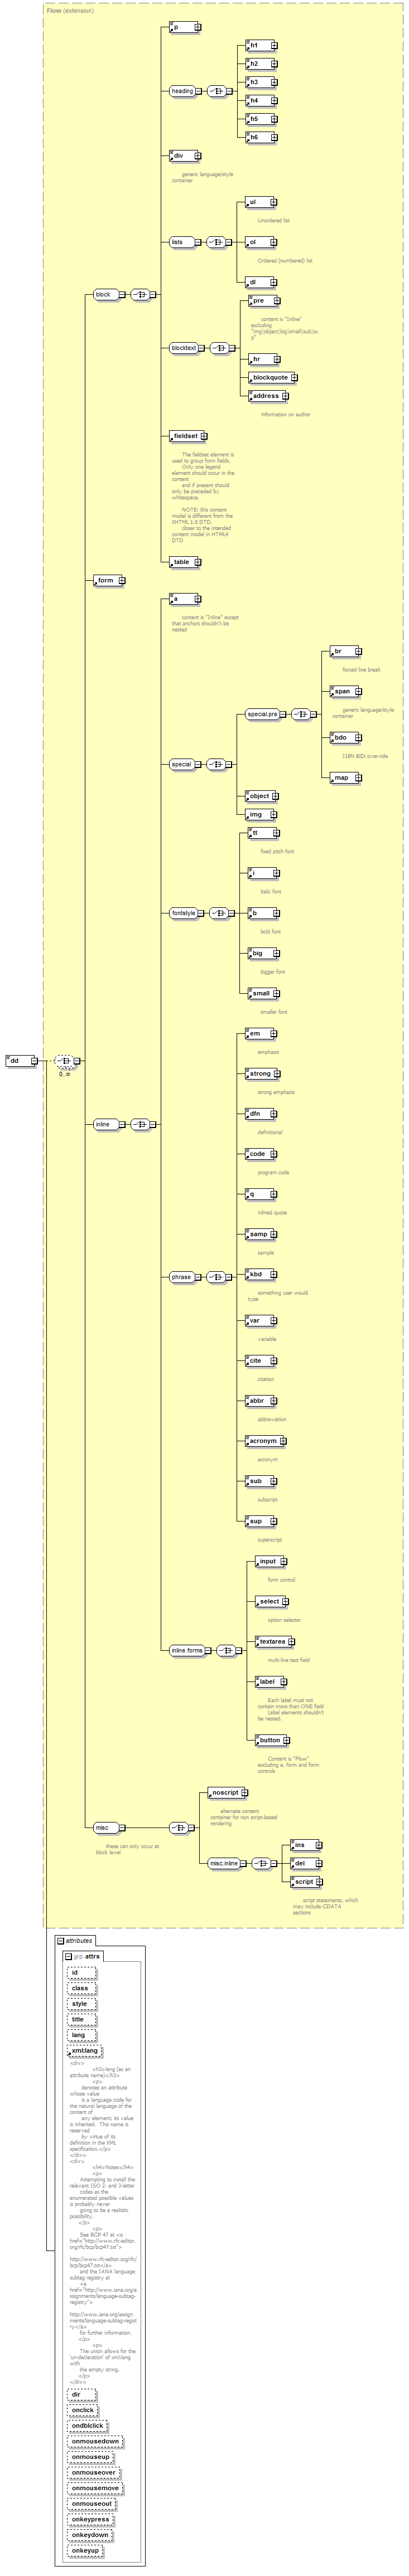 Flow (extension)
p
heading
h1
h2
h3
h4
h5
h6
div
generic language/style
container
lists
ul
Unordered list
ol
Ordered (numbered) list
dl
block
blocktext
pre
content is "Inline"
excluding
"img|object|big|small|sub|su
p"
hr
blockquote
address
information on author
fieldset
The fieldset element is
used to group form fields.
Only one legend
element should occur in the
content
and if present should
only be preceded by
whitespace.
NOTE: this content
model is different from the
XHTML 1.0 DTD,
closer to the intended
content model in HTML4
DTD
table
form
a
content is "Inline" except
that anchors shouldn't be
nested
special
special.pre
br
forced line break
span
generic language/style
container
bdo
I18N BiDi over-ride
map
object
img
fontstyle
tt
fixed pitch font
i
italic font
b
bold font
big
bigger font
small
smaller font
dd
0..∞
inline
phrase
em
emphasis
strong
strong emphasis
dfn
definitional
code
program code
q
inlined quote
samp
sample
kbd
something user would
type
var
variable
cite
citation
abbr
abbreviation
acronym
acronym
sub
subscript
sup
superscript
inline.forms
input
form control
select
option selector
textarea
multi-line text field
label
Each label must not
contain more than ONE field
Label elements shouldn't
be nested.
button
Content is "Flow"
excluding a, form and form
controls
misc
these can only occur at
block level
noscript
alternate content
container for non script-based
rendering
misc.inline
ins
del
script
script statements, which
may include CDATA
sections
attributes
grp attrs
id
class
style
title
lang
xml:lang
<div>
<h3>lang (as an
attribute name)</h3>
<p>
denotes an attribute
whose value
is a language code for
the natural language of the
content of
any element; its value
is inherited. This name is
reserved
by virtue of its
definition in the XML
specification.</p>
</div>
<div>
<h4>Notes</h4>
<p>
Attempting to install the
relevant ISO 2- and 3-letter
codes as the
enumerated possible values
is probably never
going to be a realistic
possibility.
</p>
<p>
See BCP 47 at <a
href="http://www.rfc-editor.
org/rfc/bcp/bcp47.txt">
http://www.rfc-editor.org/rfc/
bcp/bcp47.txt</a>
and the IANA language
subtag registry at
<a
href="http://www.iana.org/a
ssignments/language-subtag-
registry">
http://www.iana.org/assign
ments/language-subtag-regist
ry</a>
for further information.
</p>
<p>
The union allows for the
'un-declaration' of xml:lang
with
the empty string.
</p>
</div>
dir
onclick
ondblclick
onmousedown
onmouseup
onmouseover
onmousemove
onmouseout
onkeypress
onkeydown
onkeyup